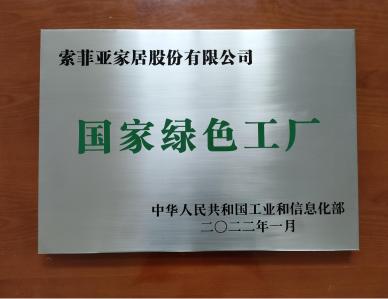 索菲亚家居股份有限公司
国家绿色工厂
中华人民共和国工业和信息化部
二〇二二年一月